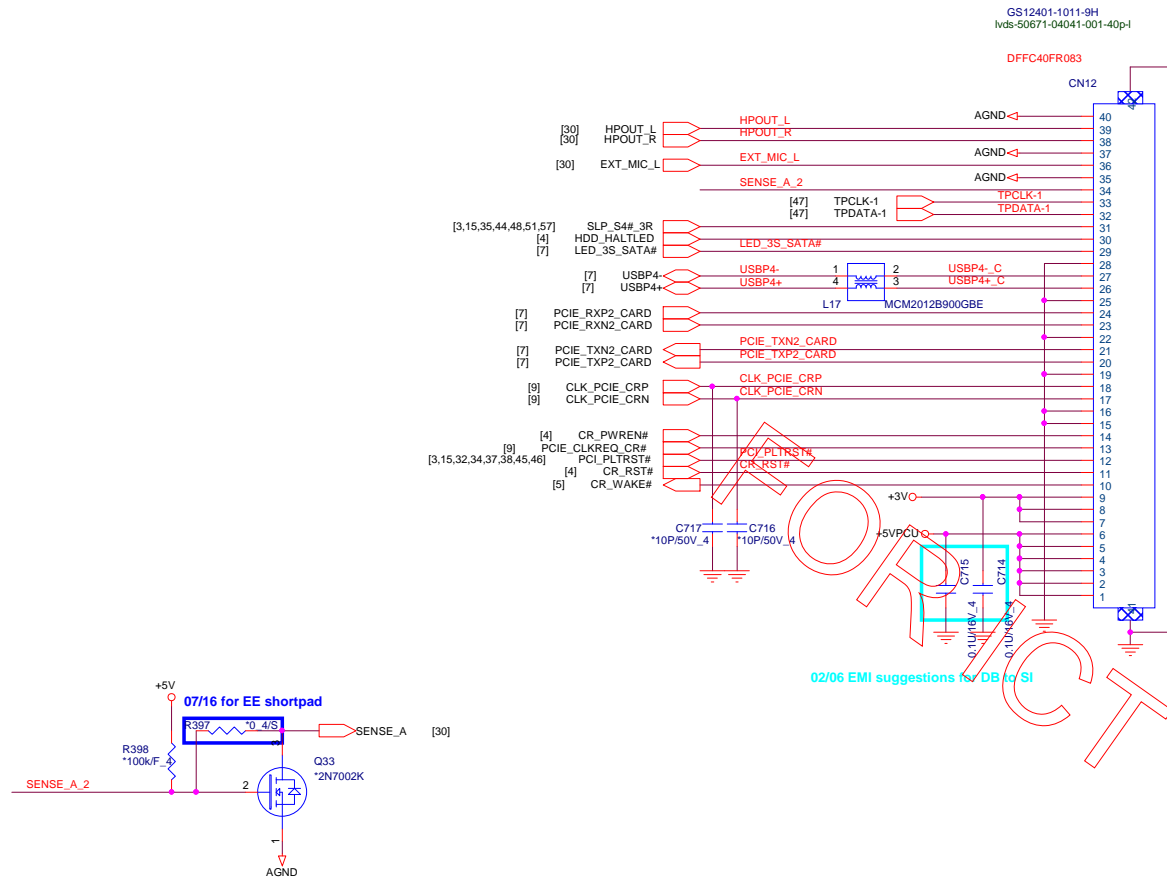 GS12401-1011-9H
lvds-50671-04041-001-40p-l
DFFC40FR083
CN12
42
AGND 40
[30] HPOUT_L HPOUT_L 39
[30] HPOUT_R HPOUT_R 38
AGND 37
[30] EXT_MIC_L EXT_MIC_L 36
AGND 35
SENSE_A_2 34
[47] TPCLK-1 TPCLK-1 33
[47] TPDATA-1 TPDATA-1 32
[3,15,35,44,48,51,57] SLP_S4#_3R 31
[4] HDD_HALTLED 30
[7] LED_3S_SATA# LED_3S_SATA# 29
28
[7] USBP4- USBP4- 1 2 USBP4-_C 27
[7] USBP4+ USBP4+ 4 3 USBP4+_C 26
L17 MCM2012B900GBE
25
[7] PCIE_RXP2_CARD 24
[7] PCIE_RXN2_CARD 23
22
[7] PCIE_TXN2_CARD PCIE_TXN2_CARD 21
[7] PCIE_TXP2_CARD PCIE_TXP2_CARD 20
19
[9] CLK_PCIE_CRP CLK_PCIE_CRP 18
[9] CLK_PCIE_CRN CLK_PCIE_CRN 17
16
15
[4] CR_PWREN# 14
[9] PCIE_CLKREQ_CR# 13
[3,15,32,34,37,38,45,46] PCI_PLTRST# PCI_PLTRST# 12
[4] CR_RST# CR_RST# 11
[5] CR_WAKE# 10
+3V 9
8
7
+5VPCU 6
5
4
3
2
1
41
C717 C716
*10P/50V_4 *10P/50V_4
C715 C714
0.1U/16V_4 0.1U/16V_4
02/06 EMI suggestions for DB to SI
FOR ICT
+5V
07/16 for EE shortpad
R397 *0_4/S
3
SENSE_A [30]
R398
*100k/F_4
Q33
*2N7002K
SENSE_A_2 2
1
AGND